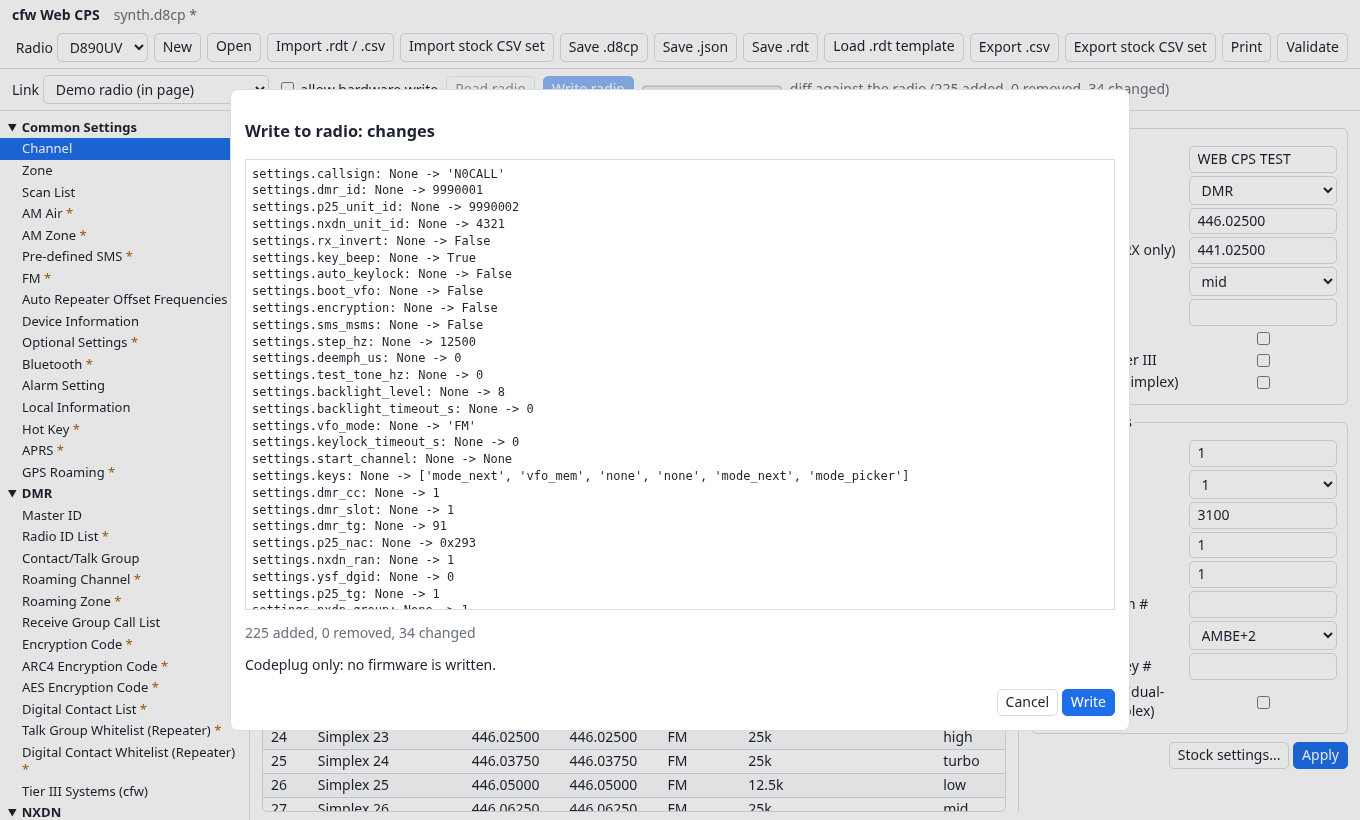 cfw Web CPS synth.d8cp *
Radio D890UV New Open Import .rdt / .csv Import stock CSV set Save .d8cp Save .json Save .rdt Load .rdt template Export .csv Export stock CSV set Print Validate
Link Demo radio (in page) allow hardware write Read radio Write radio diff against the radio (225 added, 0 removed, 34 changed)
▼ Common Settings
Channel
Zone
Scan List
AM Air *
AM Zone *
Pre-defined SMS *
FM *
Auto Repeater Offset Frequencies
Device Information
Optional Settings *
Bluetooth *
Alarm Setting
Local Information
Hot Key *
APRS *
GPS Roaming *
▼ DMR
Master ID
Radio ID List *
Contact/Talk Group
Roaming Channel *
Roaming Zone *
Receive Group Call List
Encryption Code *
ARC4 Encryption Code *
AES Encryption Code *
Digital Contact List *
Talk Group Whitelist (Repeater) *
Digital Contact Whitelist (Repeater)
*
Tier III Systems (cfw)
▼ NXDN
Write to radio: changes
settings.callsign: None -> 'N0CALL'
settings.dmr_id: None -> 9990001
settings.p25_unit_id: None -> 9990002
settings.nxdn_unit_id: None -> 4321
settings.rx_invert: None -> False
settings.key_beep: None -> True
settings.auto_keylock: None -> False
settings.boot_vfo: None -> False
settings.encryption: None -> False
settings.sms_msms: None -> False
settings.step_hz: None -> 12500
settings.deemph_us: None -> 0
settings.test_tone_hz: None -> 0
settings.backlight_level: None -> 8
settings.backlight_timeout_s: None -> 0
settings.vfo_mode: None -> 'FM'
settings.keylock_timeout_s: None -> 0
settings.start_channel: None -> None
settings.keys: None -> ['mode_next', 'vfo_mem', 'none', 'none', 'mode_next', 'mode_picker']
settings.dmr_cc: None -> 1
settings.dmr_slot: None -> 1
settings.dmr_tg: None -> 91
settings.p25_nac: None -> 0x293
settings.nxdn_ran: None -> 1
settings.ysf_dgid: None -> 0
settings.p25_tg: None -> 1
settings.nxdn_group: None -> 1
225 added, 0 removed, 34 changed
Codeplug only: no firmware is written.
Cancel Write
24 Simplex 23 446.02500 446.02500 FM 25k high
25 Simplex 24 446.03750 446.03750 FM 25k turbo
26 Simplex 25 446.05000 446.05000 FM 12.5k low
27 Simplex 26 446.06250 446.06250 FM 25k mid
WEB CPS TEST
DMR
446.02500
RX only) 441.02500
mid
er III
implex)
1
1
3100
1
1
n #
AMBE+2
ey #
dual-
plex)
Stock settings... Apply